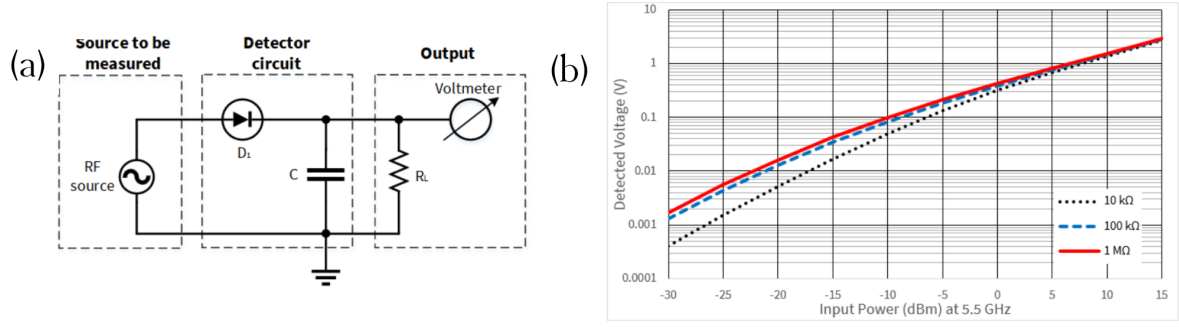 (a)
Source to be
measured
Detector
circuit
Output
Voltmeter
D1
RF
source
C
RL
(b)
10
1
0.1
0.01
0.001
0.0001
Detected Voltage (V)
10 kΩ
100 kΩ
1 MΩ
-30 -25 -20 -15 -10 -5 0 5 10 15
Input Power (dBm) at 5.5 GHz